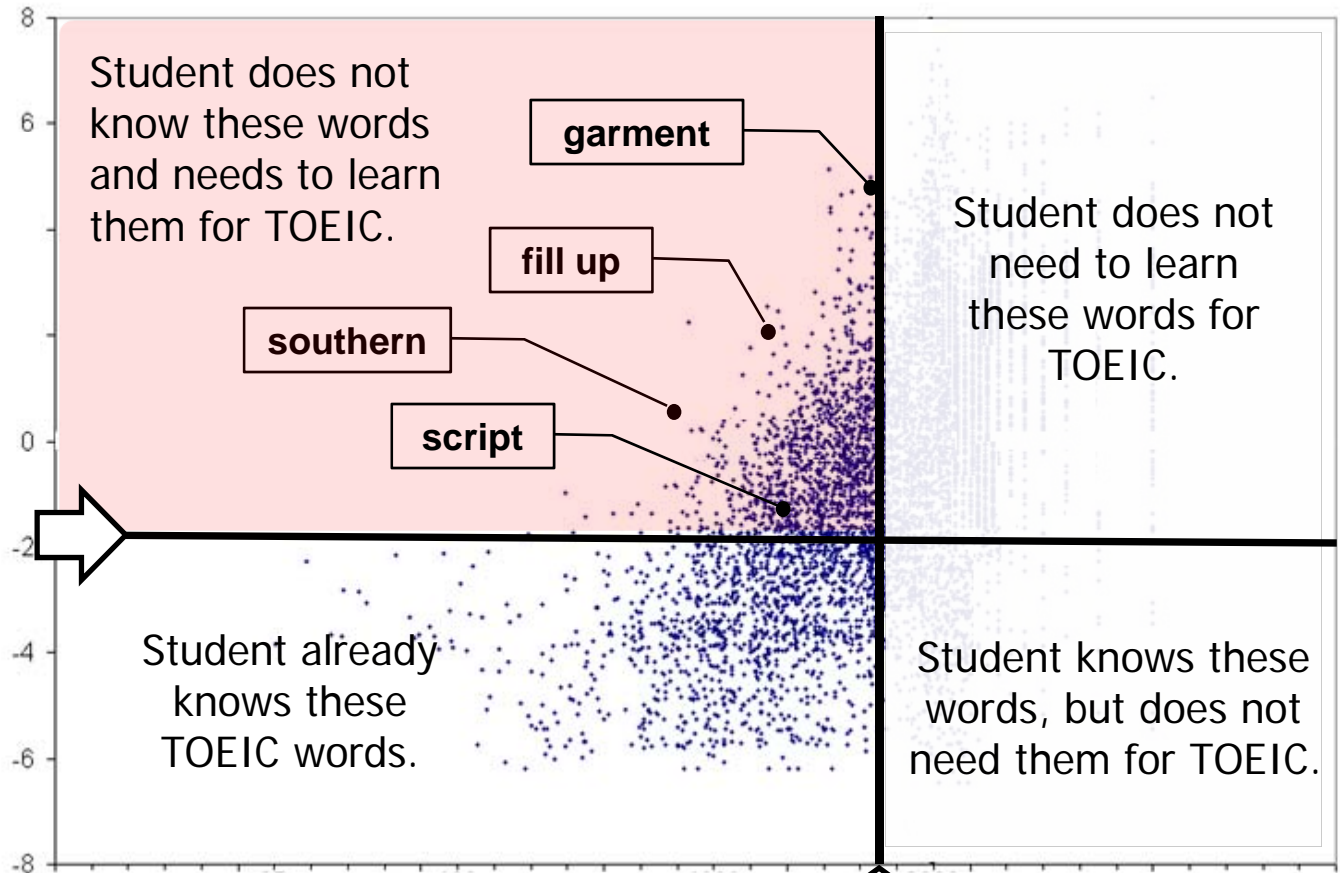 8
Student does not
know these words
and needs to learn
them for TOEIC.
6
garment
fill up
southern
script
0
-2
Student does not
need to learn
these words for
TOEIC.
Student already
knows these
TOEIC words.
-4
-6
-8
Student knows these
words, but does not
need them for TOEIC.